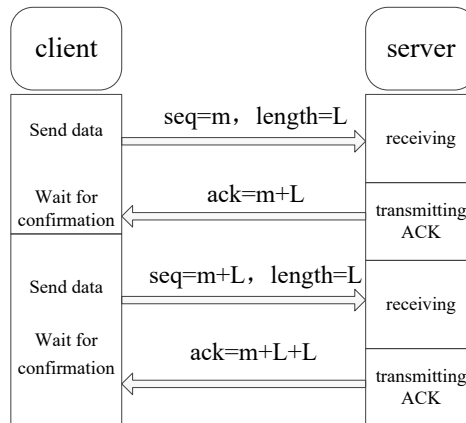 client
server
seq=m，length=L
Send data
receiving
ack=m+L
Wait for
confirmation
transmitting
ACK
seq=m+L，length=L
Send data
receiving
Wait for
confirmation
ack=m+L+L
transmitting
ACK